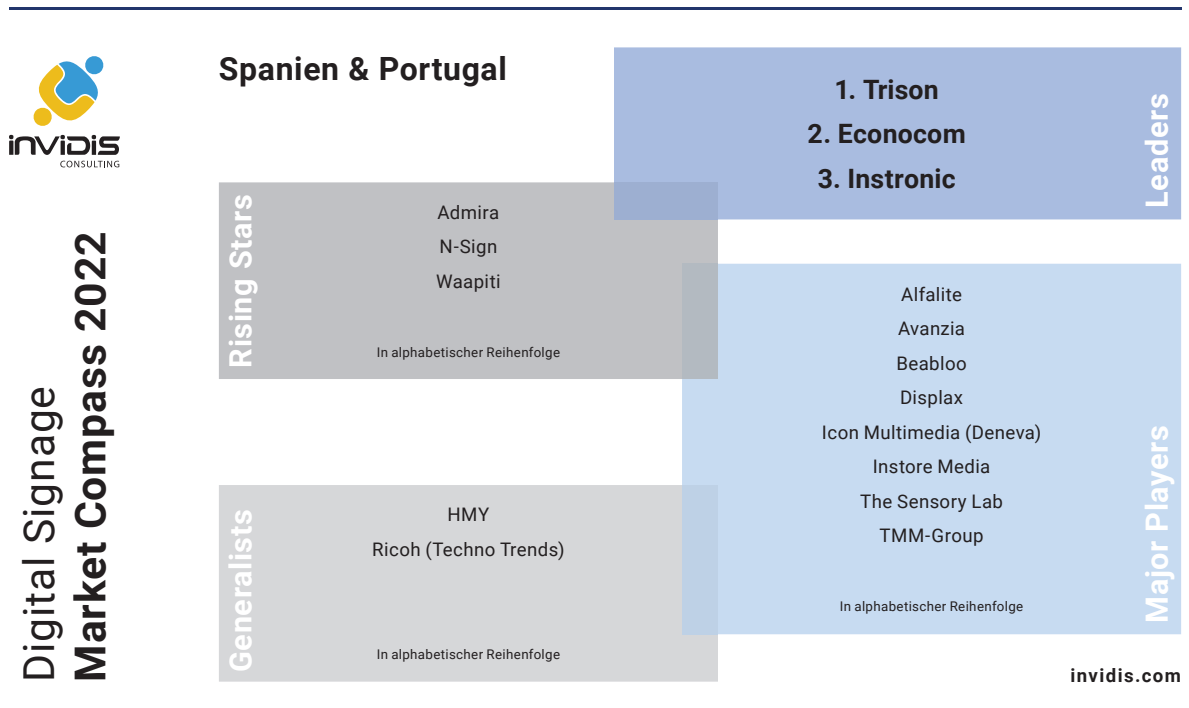 invidis
CONSULTING
Digital Signage
Market Compass 2022
Spanien & Portugal
1. Trison
2. Econocom
3. Instronic
Leaders
Rising Stars
Admira
N-Sign
Waapiti
In alphabetischer Reihenfolge
Alfalite
Avanzia
Beabloo
Displax
Icon Multimedia (Deneva)
Instore Media
The Sensory Lab
TMM-Group
In alphabetischer Reihenfolge
Major Players
Generalists
HMY
Ricoh (Techno Trends)
In alphabetischer Reihenfolge
invidis.com